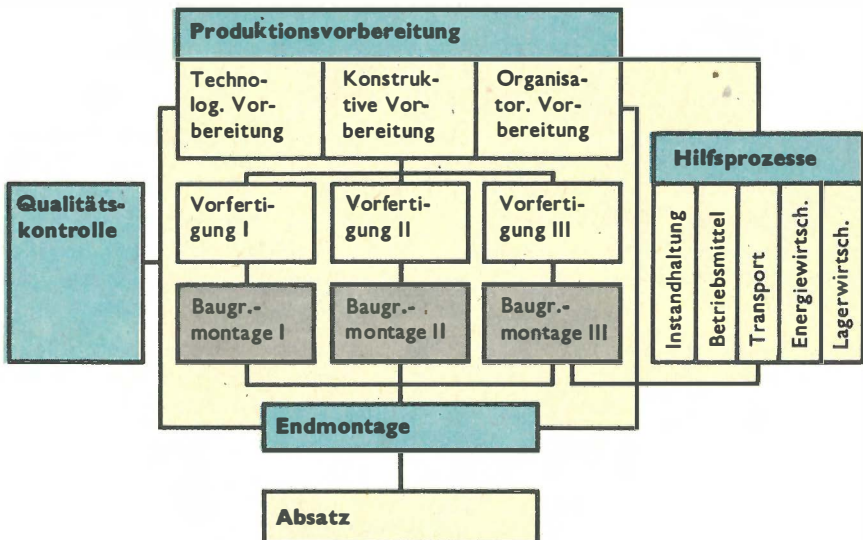 Produktionsvorbereitung
Techno-
log. Vor-
bereitung
Konstruk-
tive Vor-
bereitung
Organisa-
tor. Vor-
bereitung
Hilfsprozesse
Instandhaltung
Betriebsmittel
Transport
Energiewirtsch.
Lagerwirtsch.
Qualitäts-
kontrolle
Vorferti-
gung I
Vorferti-
gung II
Vorferti-
gung III
Baugr.-
montage I
Baugr.-
montage II
Baugr.-
montage III
Endmontage
Absatz